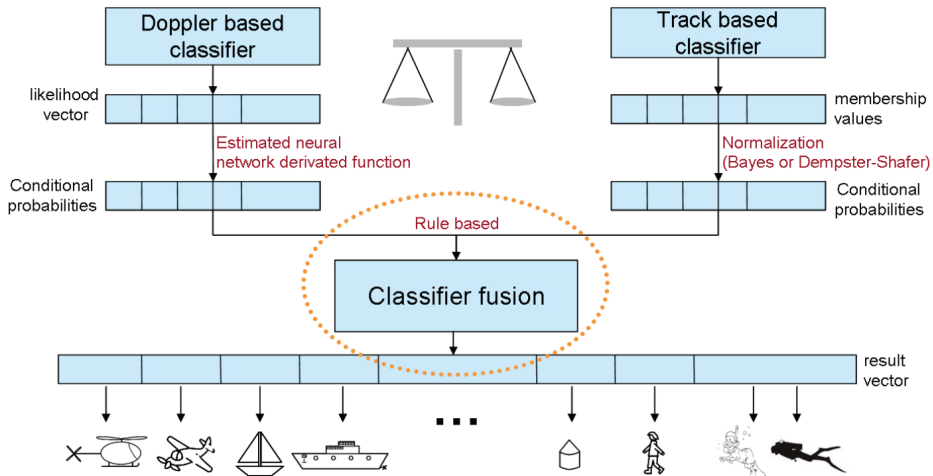 Doppler based
classifier
Track based
classifier
likelihood
vector
membership
values
Estimated neural
network derivated function
Normalization
(Bayes or Dempster-Shafer)
Conditional
probabilities
Conditional
probabilities
Rule based
Classifier fusion
result
vector
...